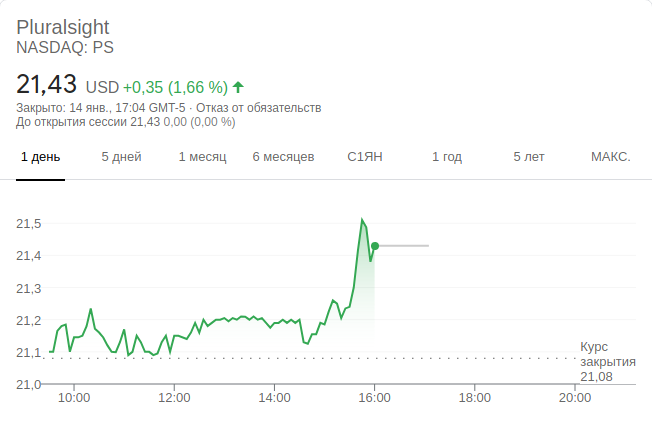 Pluralsight
NASDAQ: PS
21,43 USD +0,35 (1,66 %)
Закрыто: 14 янв., 17:04 GMT-5 · Отказ от обязательств
До открытия сессии 21,43 0,00 (0,00 %)
1 день 5 дней 1 месяц 6 месяцев С1ЯН 1 год 5 лет МАКС.
21,5
21,4
21,3
21,2
21,1
21,0
Курс
закрытия
21,08
10:00 12:00 14:00 16:00 18:00 20:00